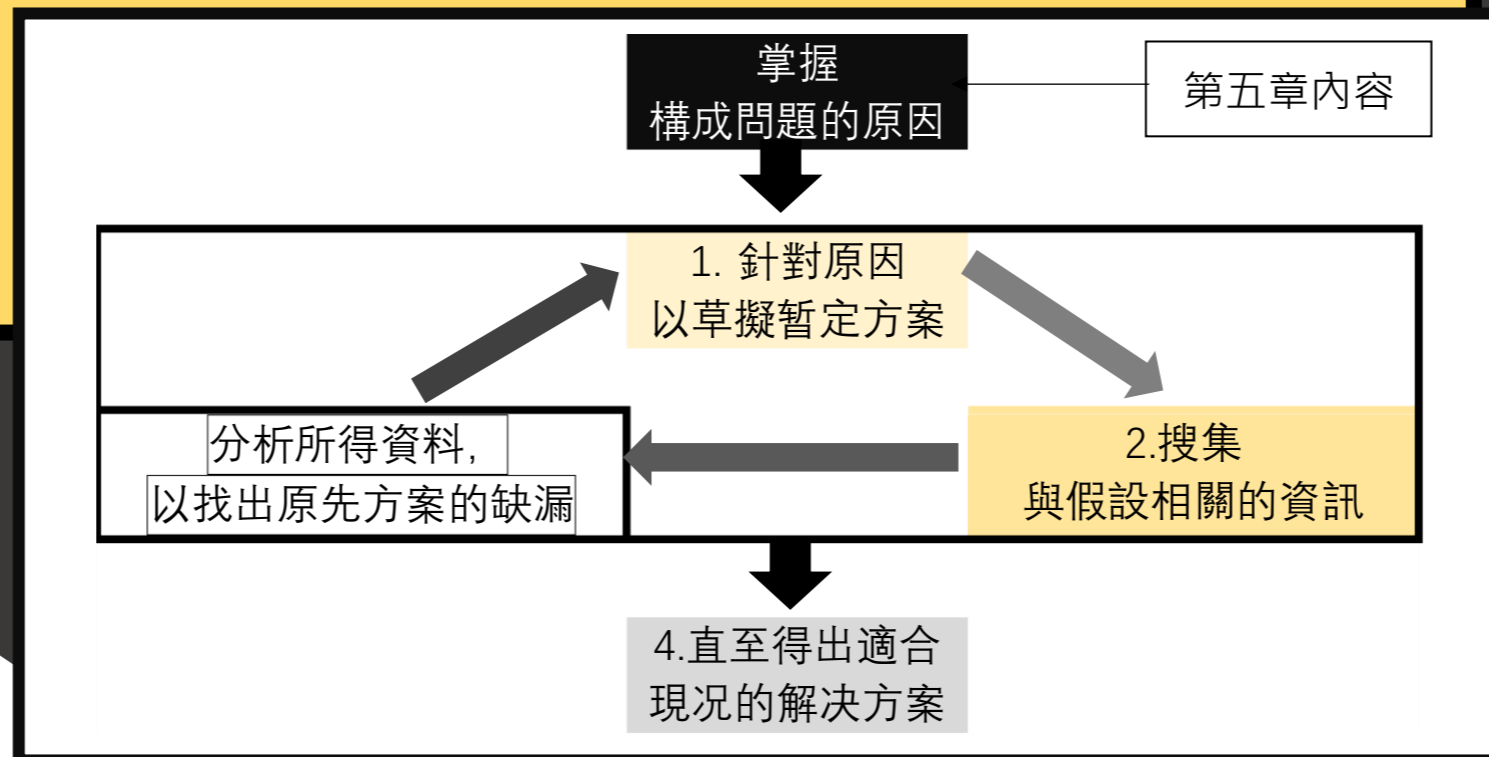 掌握
構成問題的原因
第五章內容
1. 針對原因
以草擬暫定方案
分析所得資料,
以找出原先方案的缺漏
2.搜集
與假設相關的資訊
4.直至得出適合
現况的解决方案